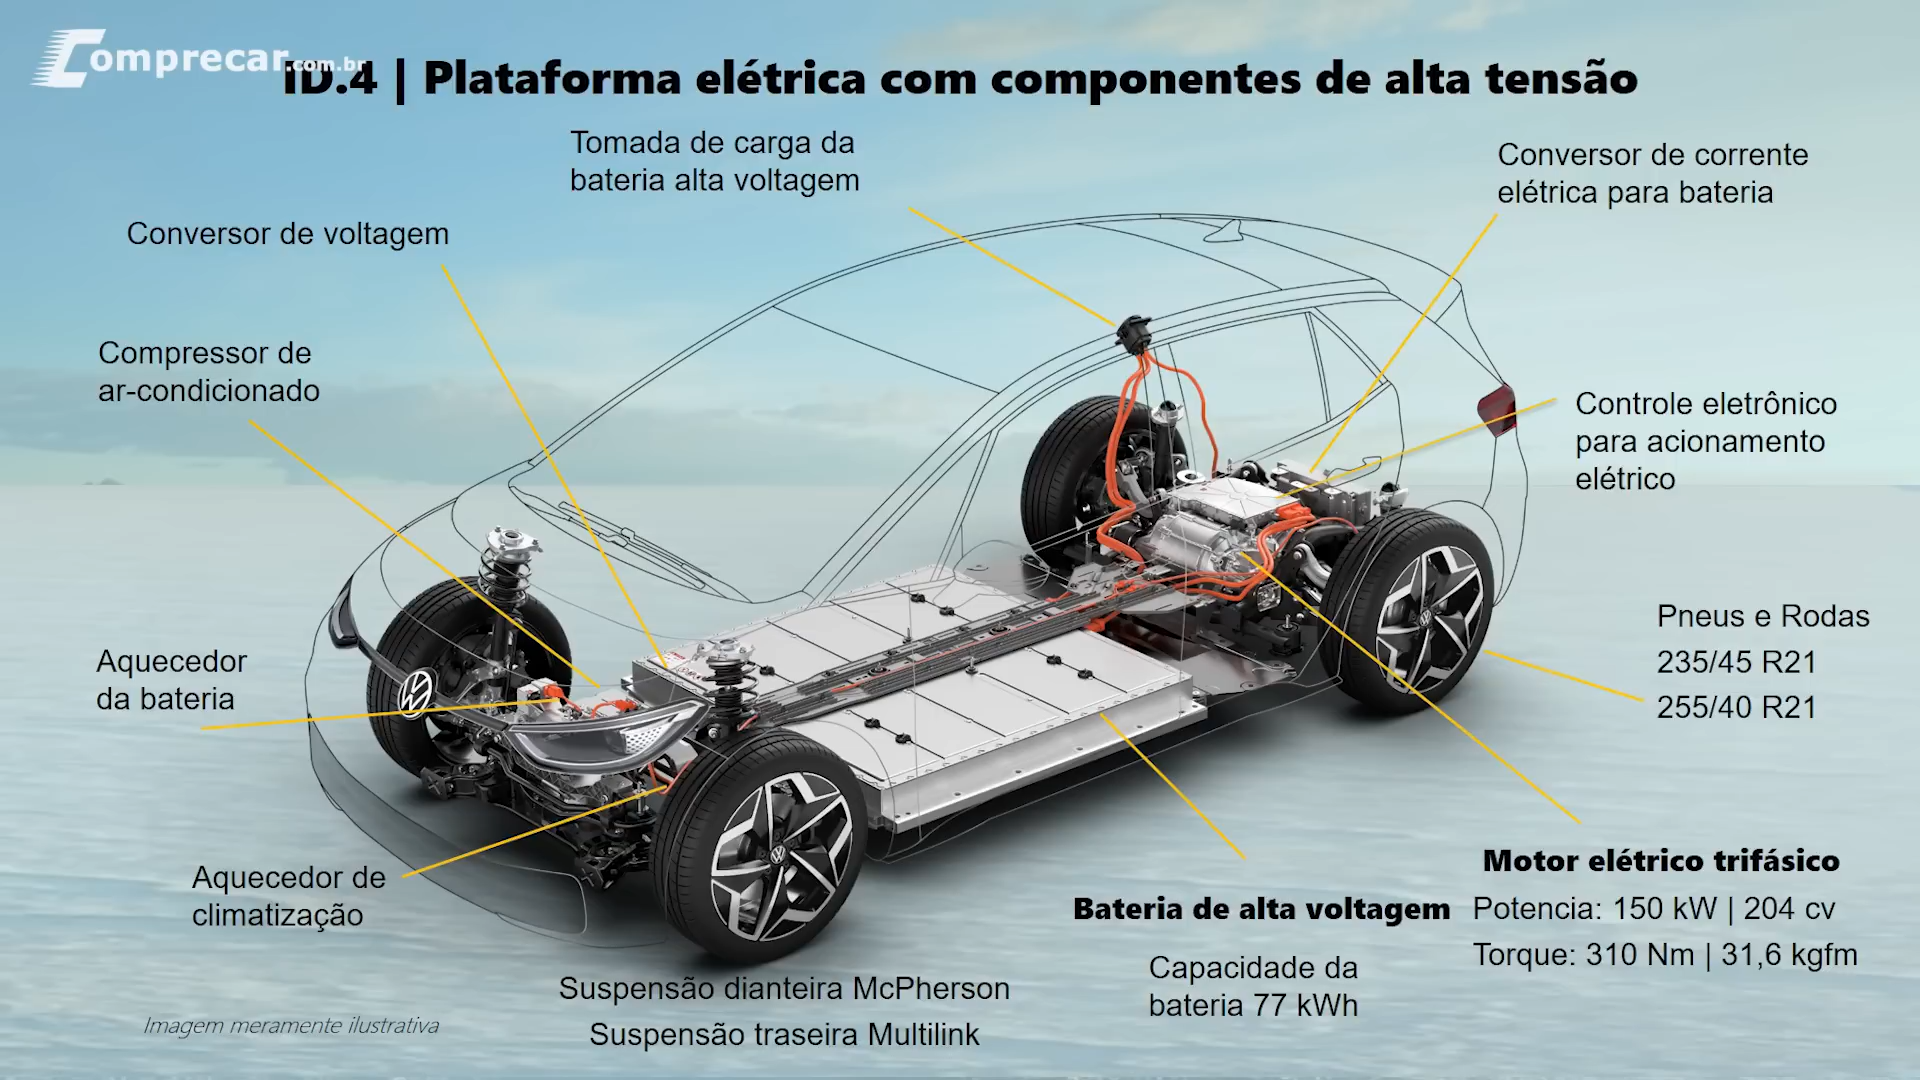 Comprecar.com.br
ID.4 | Plataforma elétrica com componentes de alta tensão
Tomada de carga da
bateria alta voltagem
Conversor de corrente
elétrica para bateria
Conversor de voltagem
Compressor de
ar-condicionado
Controle eletrônico
para acionamento
elétrico
Pneus e Rodas
235/45 R21
255/40 R21
Aquecedor
da bateria
Aquecedor de
climatização
Motor elétrico trifásico
Potencia: 150 kW | 204 cv
Torque: 310 Nm | 31,6 kgfm
Bateria de alta voltagem
Capacidade da
bateria 77 kWh
Suspensão dianteira McPherson
Suspensão traseira Multilink
Imagem meramente ilustrativa